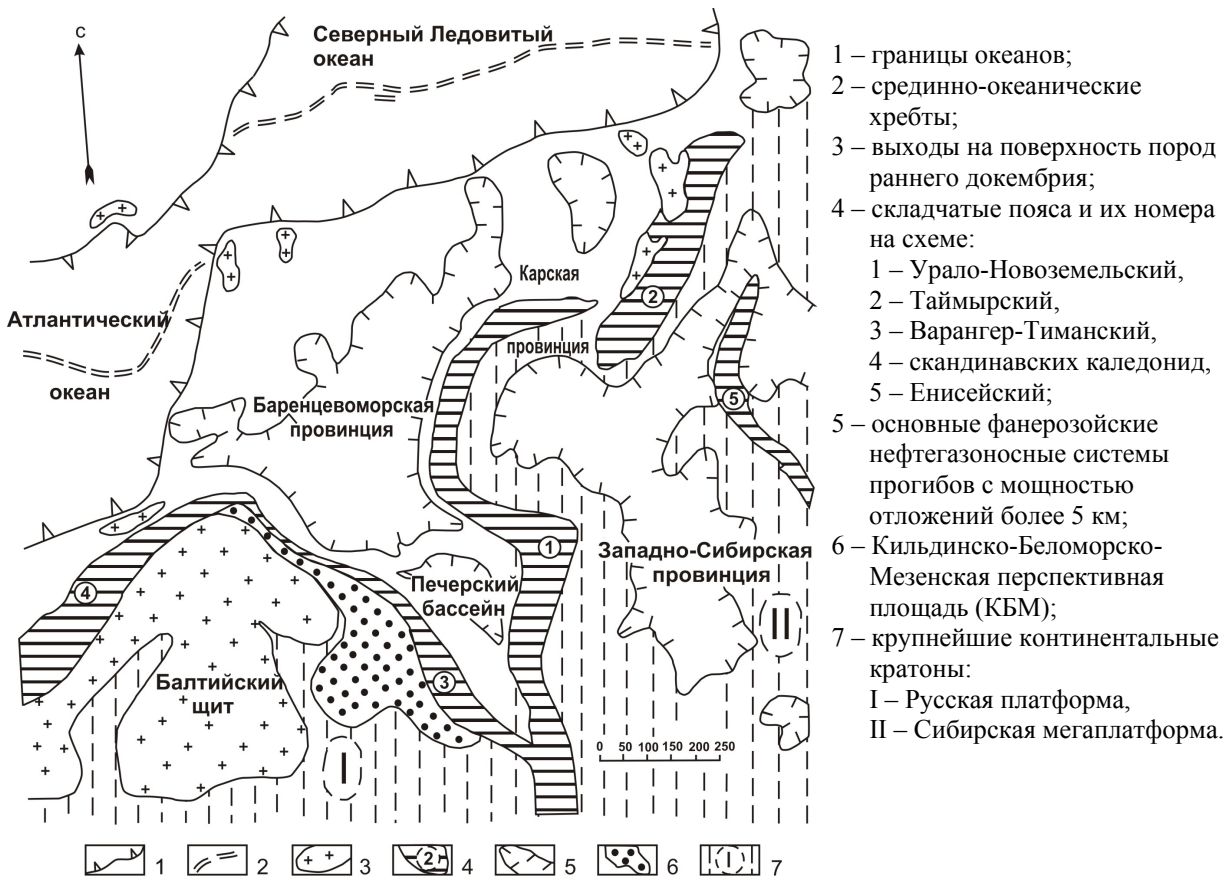 С
Северный Ледовитый
океан
Атлантический
океан
Карская
провинция
Баренцевоморская
провинция
Западно-Сибирская
провинция
Печерский
бассейн
Балтийский
щит
1
2
3
4
5
I
II
0 50 100 150 200 250
1
2
3
2
4
5
6
I
7
1 – границы океанов;
2 – срединно-океанические
хребты;
3 – выходы на поверхность пород
раннего докембрия;
4 – складчатые пояса и их номера
на схеме:
1 – Урало-Новоземельский,
2 – Таймырский,
3 – Варангер-Тиманский,
4 – скандинавских каледонид,
5 – Енисейский;
5 – основные фанерозойские
нефтегазоносные системы
прогибов с мощностью
отложений более 5 км;
6 – Кильдинско-Беломорско-
Мезенская перспективная
площадь (КБМ);
7 – крупнейшие континентальные
кратоны:
I – Русская платформа,
II – Сибирская мегаплатформа.